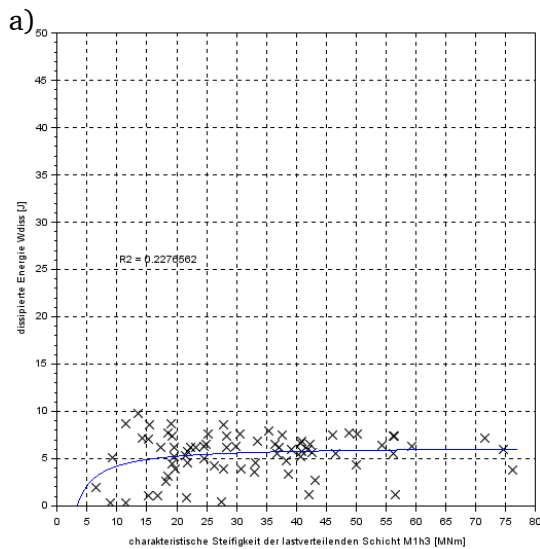 a)
50
45
40
35
30
25
20
15
10
5
0
dissipierte Energie Wdiss [J]
R2 = 0.2276562
0 5 10 15 20 25 30 35 40 45 50 55 60 65 70 75 80
charakteristische Steifigkeit der lastverteilenden Schicht M1h3 [MNm]